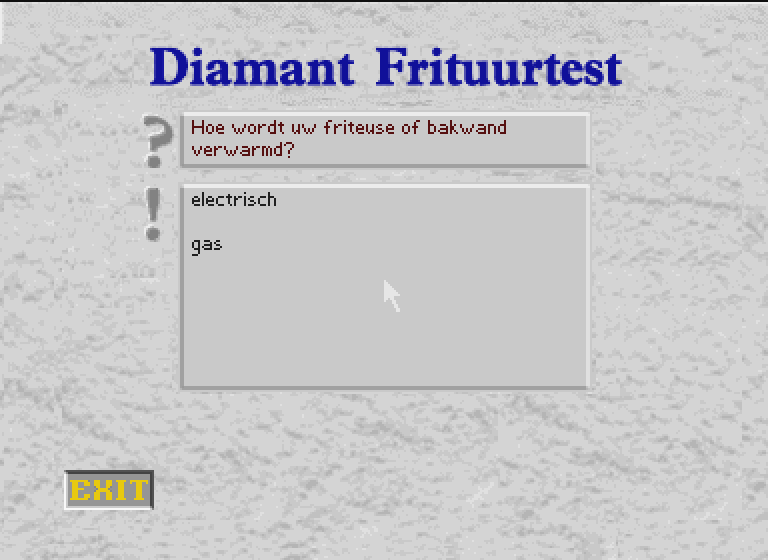 Diamant Frituurtest
?
Hoe wordt uw friteuse of bakwand
verwarmd?
!
electrisch
gas
EXIT